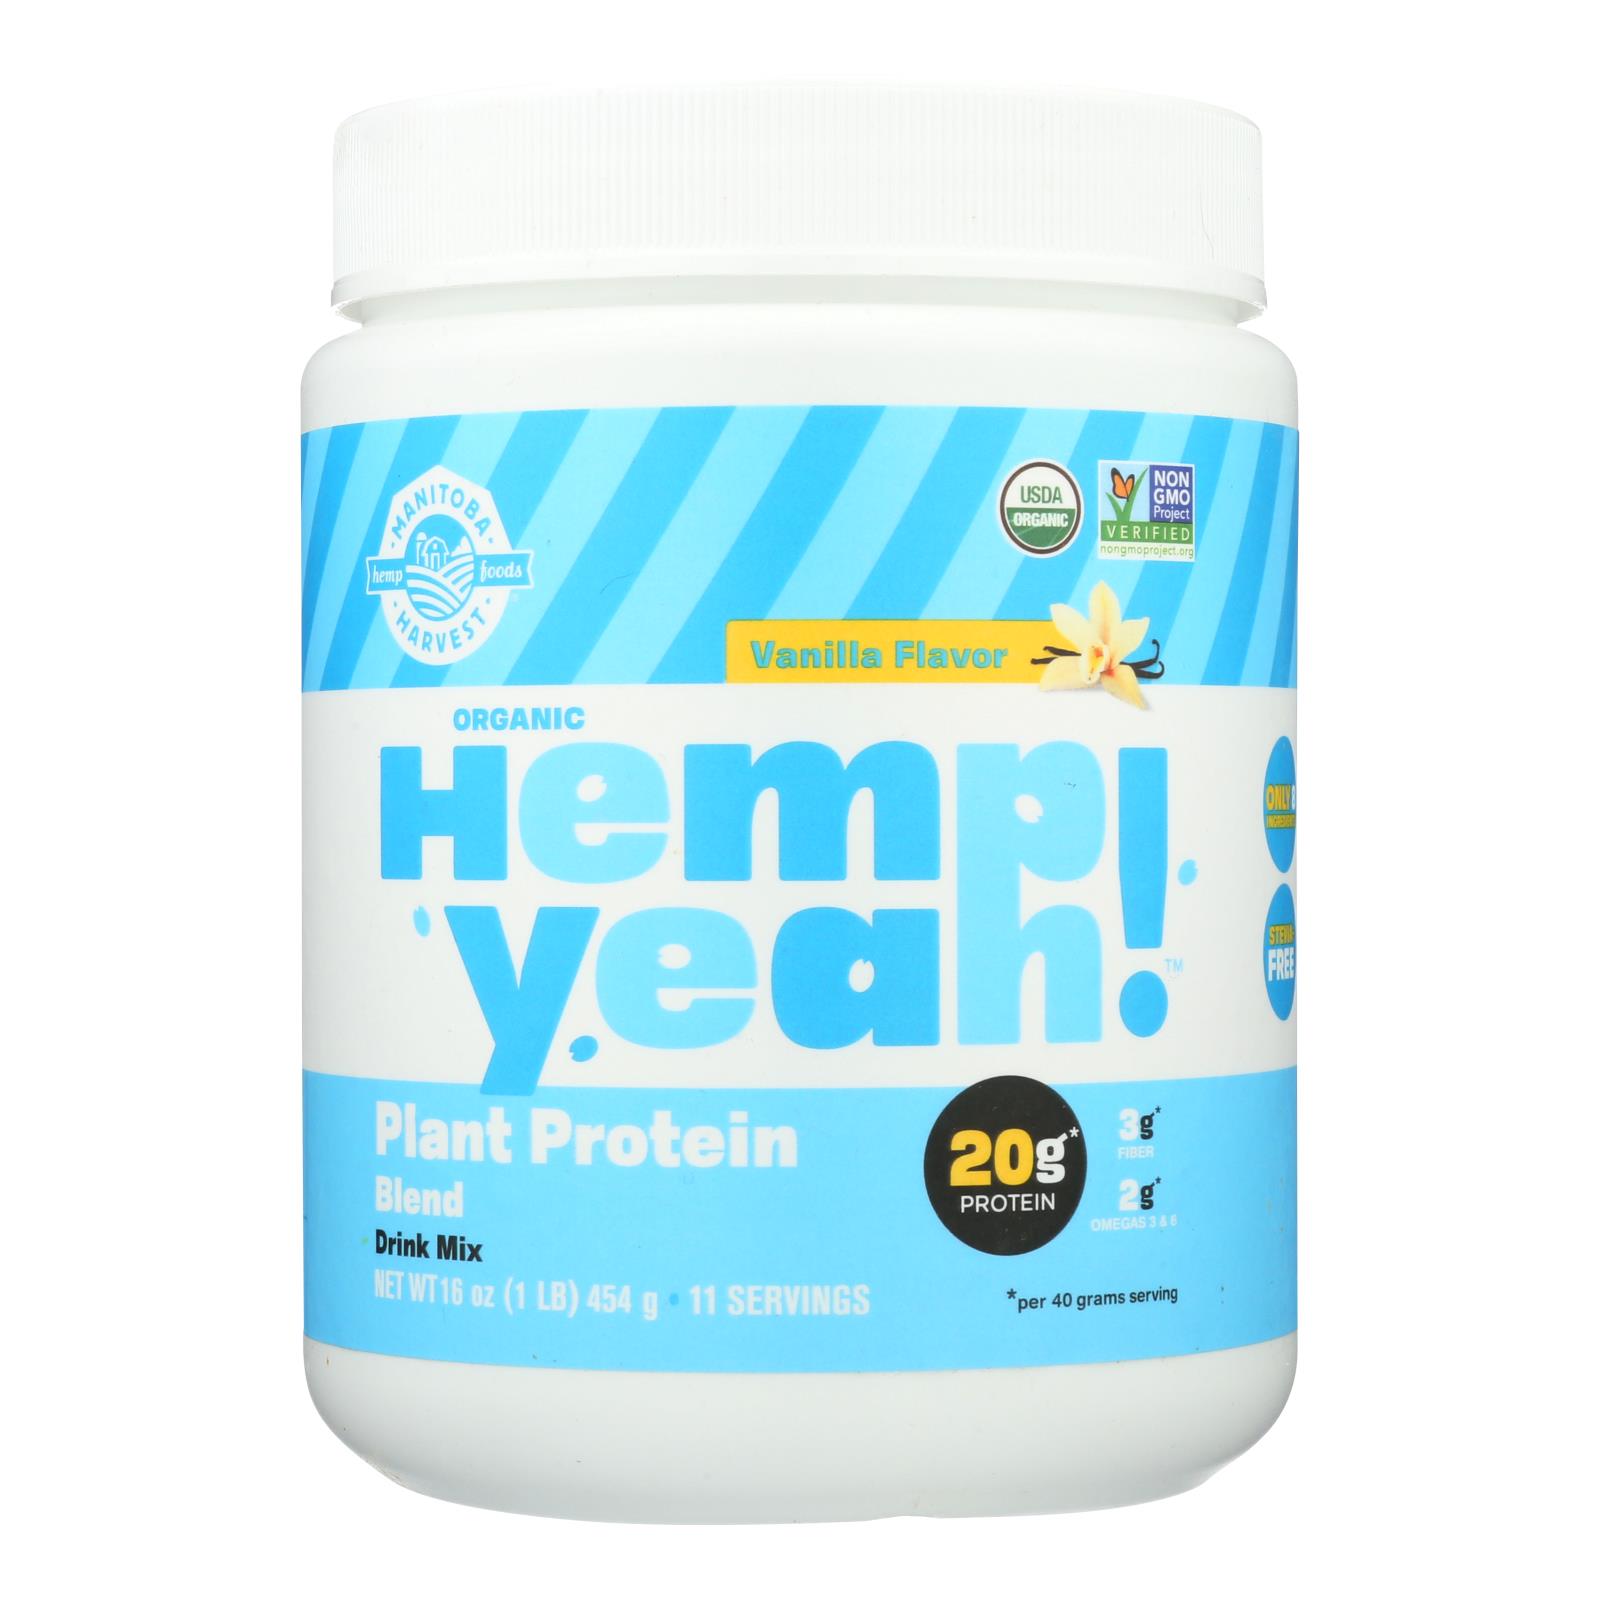 MANITOBA
hemp foods
HARVEST
USDA
ORGANIC
NON
GMO
Project
VERIFIED
nongmoproject.org
Vanilla Flavor
ORGANIC
Hemp
yeah!
TM
ONLY 8
STEVIA-
FREE
Plant Protein
Blend
Drink Mix
NET WT 16 oz (1 LB) 454 g • 11 SERVINGS
20g*
PROTEIN
3g*
FIBER
2g*
OMEGAS 3 & 6
*per 40 grams serving